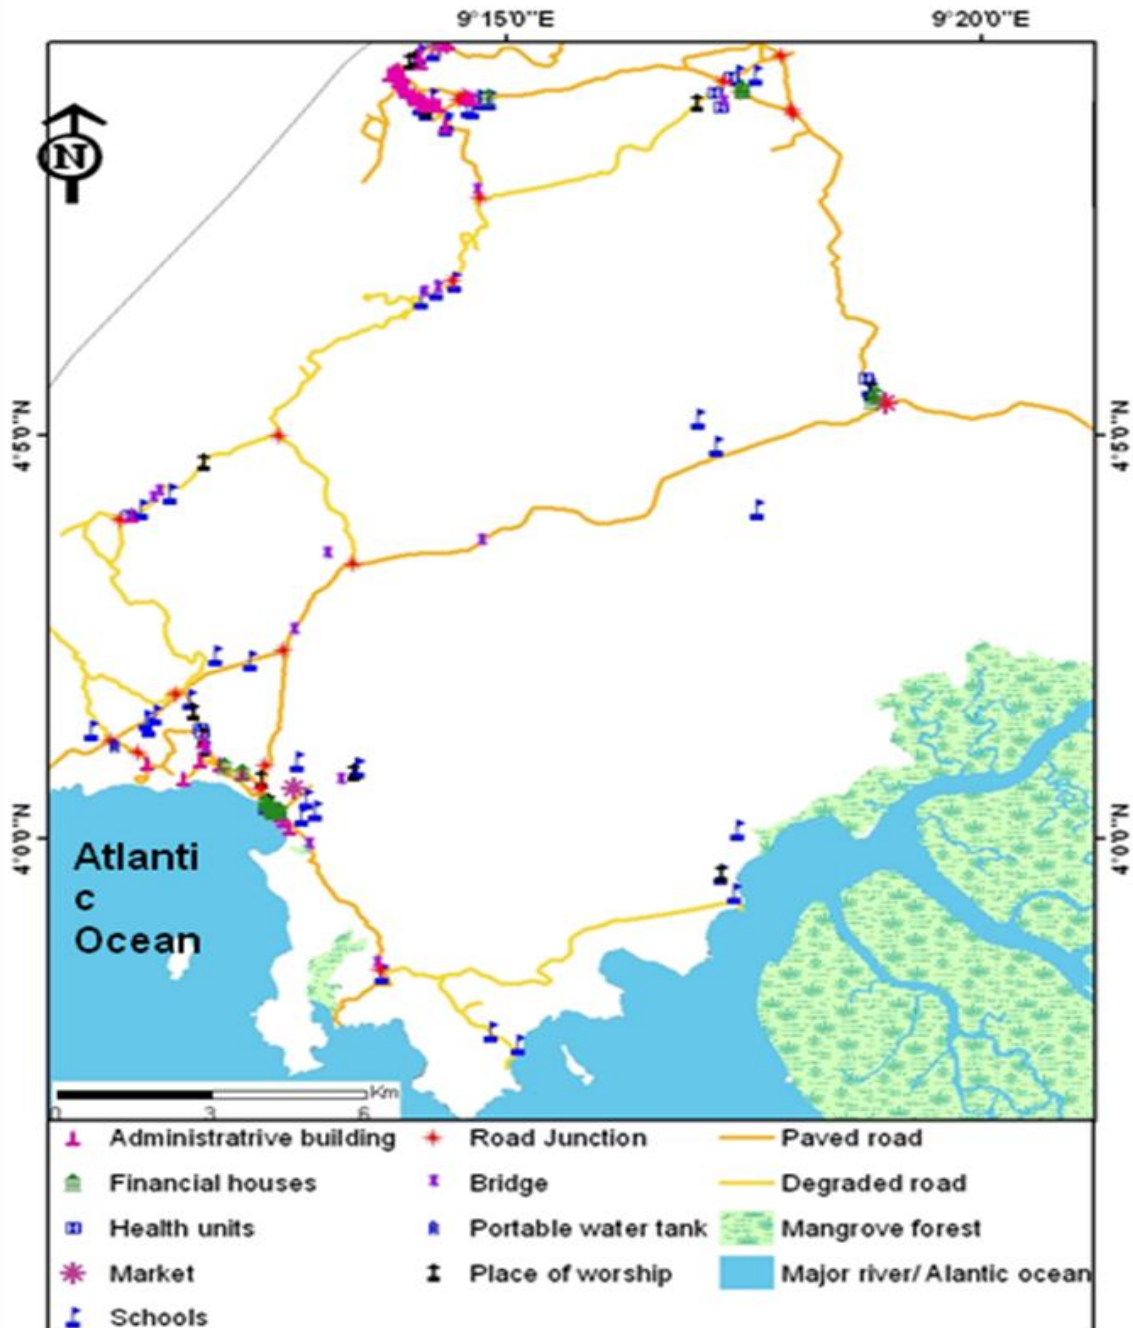 9°15'0"E
9°20'0"E
N
4°5'0"N
4°5'0"N
4°0'0"N
4°0'0"N
Atlanti
c
Ocean
Km
0 3 6
Administratrive building
Road Junction
Paved road
Financial houses
Bridge
Degraded road
Health units
Portable water tank
Mangrove forest
Market
Place of worship
Major river/ Alantic ocean
Schools